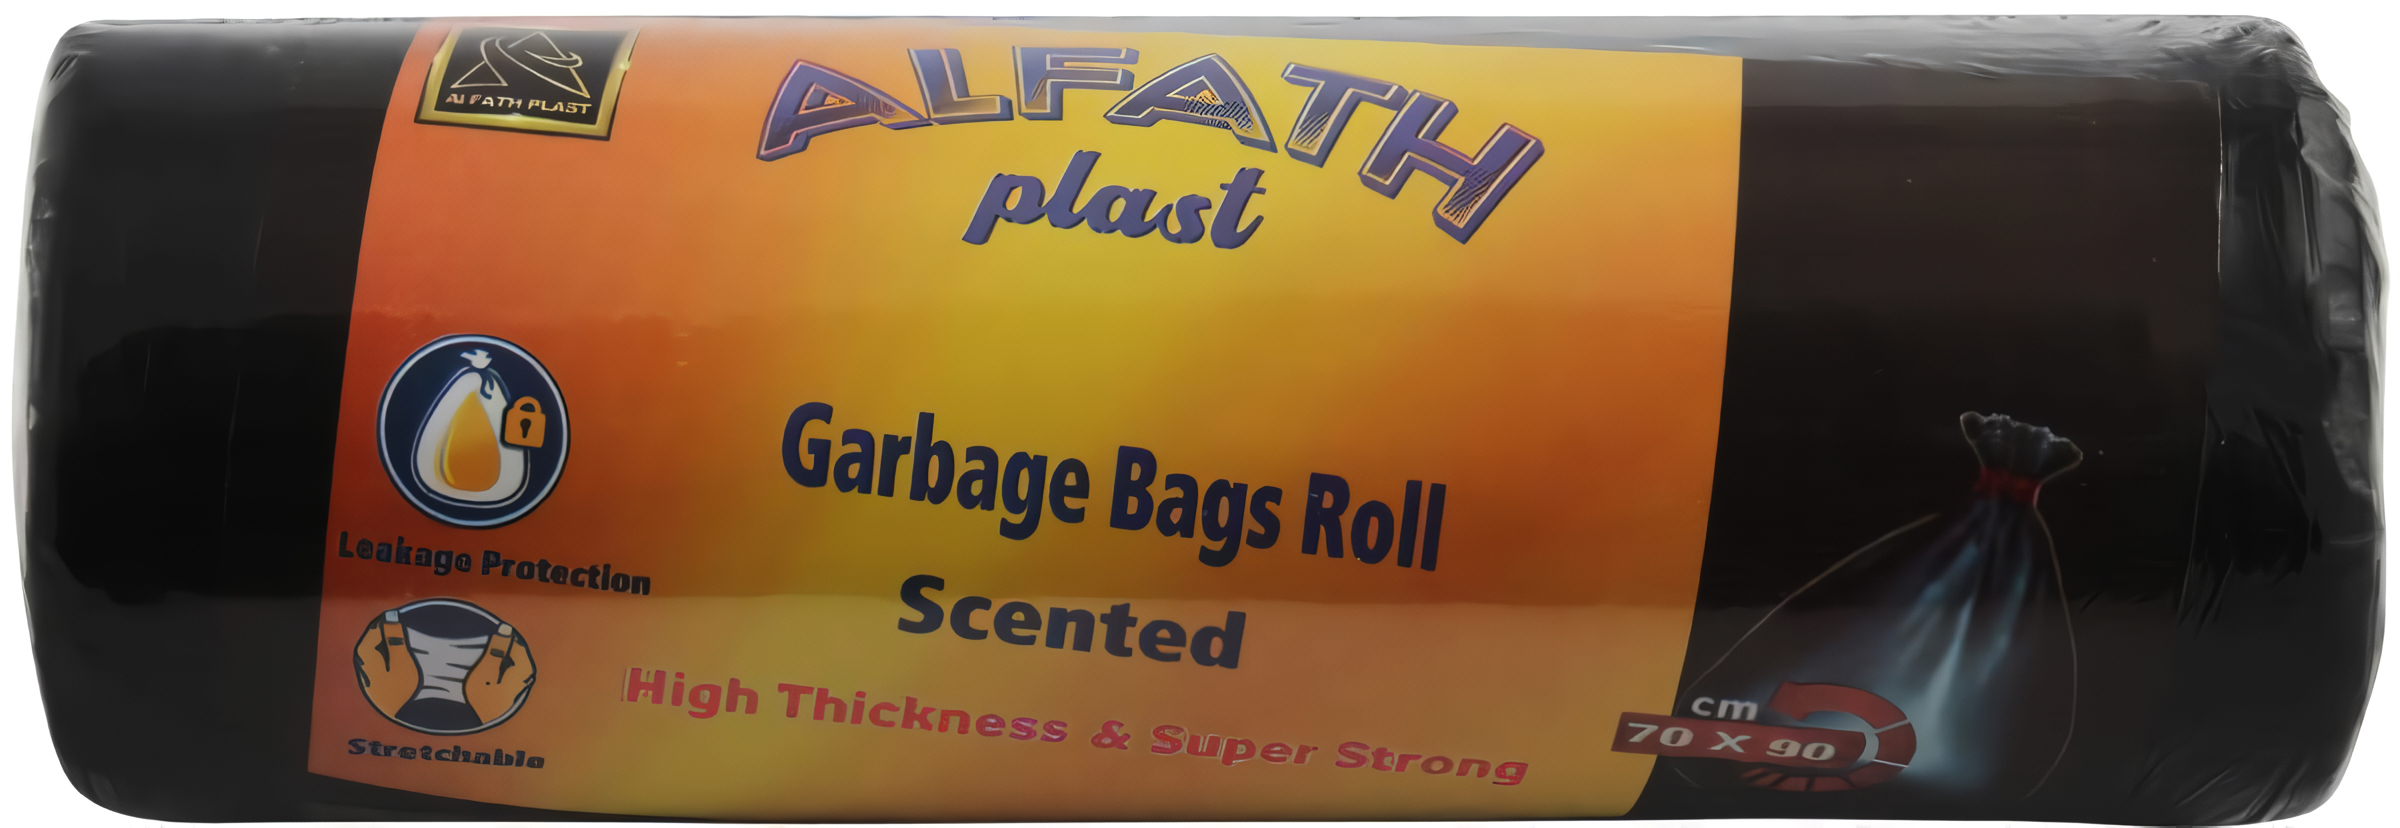 ALFATH PLAST
ALFATH
plast
Garbage Bags Roll
Scented
High Thickness & Super Strong
Leakage Protection
Stretchable
cm
70 X 90